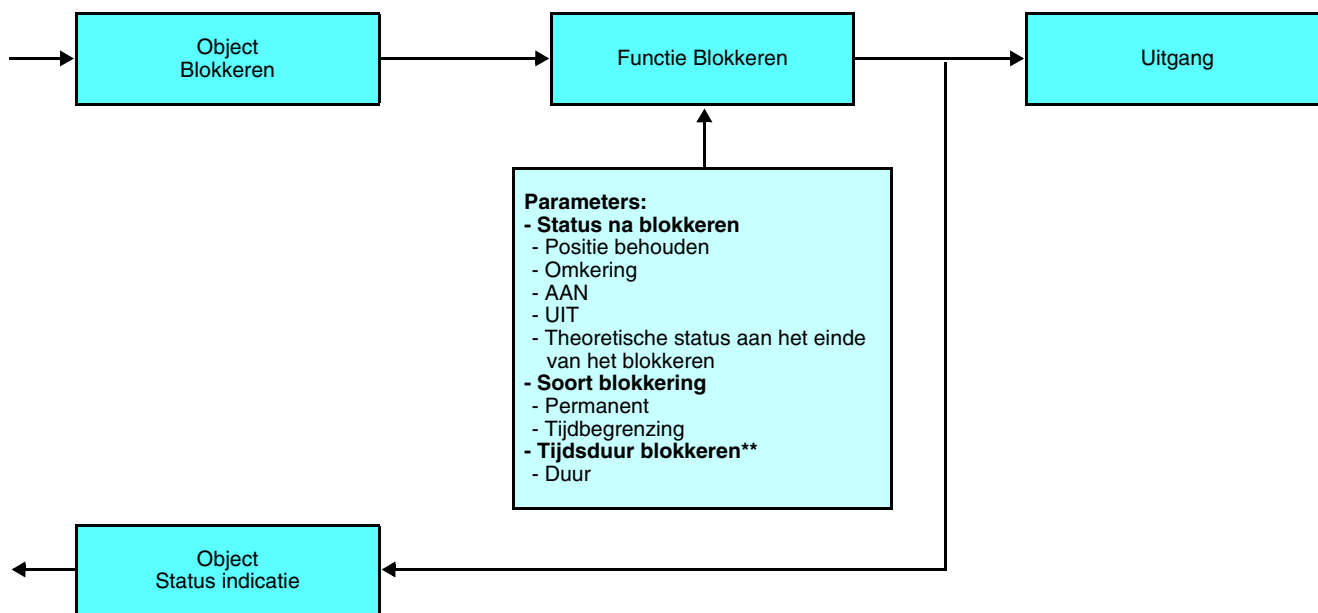 Object
Blokkeren
Functie Blokkeren
Uitgang
Parameters:
- Status na blokkeren
- Positie behouden
- Omkering
- AAN
- UIT
- Theoretische status aan het einde
van het blokkeren
- Soort blokkering
- Permanent
- Tijdbegrenzing
- Tijdsduur blokkeren**
- Duur
Object
Status indicatie